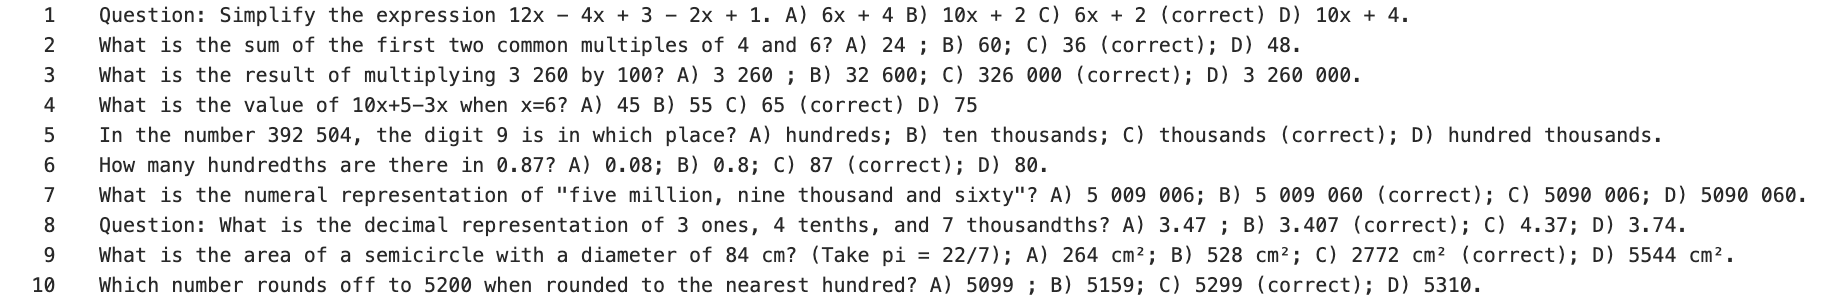 1 Question: Simplify the expression 12x − 4x + 3 − 2x + 1. A) 6x + 4 B) 10x + 2 C) 6x + 2 (correct) D) 10x + 4.
2 What is the sum of the first two common multiples of 4 and 6? A) 24 ; B) 60; C) 36 (correct); D) 48.
3 What is the result of multiplying 3 260 by 100? A) 3 260 ; B) 32 600; C) 326 000 (correct); D) 3 260 000.
4 What is the value of 10x+5−3x when x=6? A) 45 B) 55 C) 65 (correct) D) 75
5 In the number 392 504, the digit 9 is in which place? A) hundreds; B) ten thousands; C) thousands (correct); D) hundred thousands.
6 How many hundredths are there in 0.87? A) 0.08; B) 0.8; C) 87 (correct); D) 80.
7 What is the numeral representation of "five million, nine thousand and sixty"? A) 5 009 006; B) 5 009 060 (correct); C) 5090 006; D) 5090 060.
8 Question: What is the decimal representation of 3 ones, 4 tenths, and 7 thousandths? A) 3.47 ; B) 3.407 (correct); C) 4.37; D) 3.74.
9 What is the area of a semicircle with a diameter of 84 cm? (Take pi = 22/7); A) 264 cm²; B) 528 cm²; C) 2772 cm² (correct); D) 5544 cm².
10 Which number rounds off to 5200 when rounded to the nearest hundred? A) 5099 ; B) 5159; C) 5299 (correct); D) 5310.